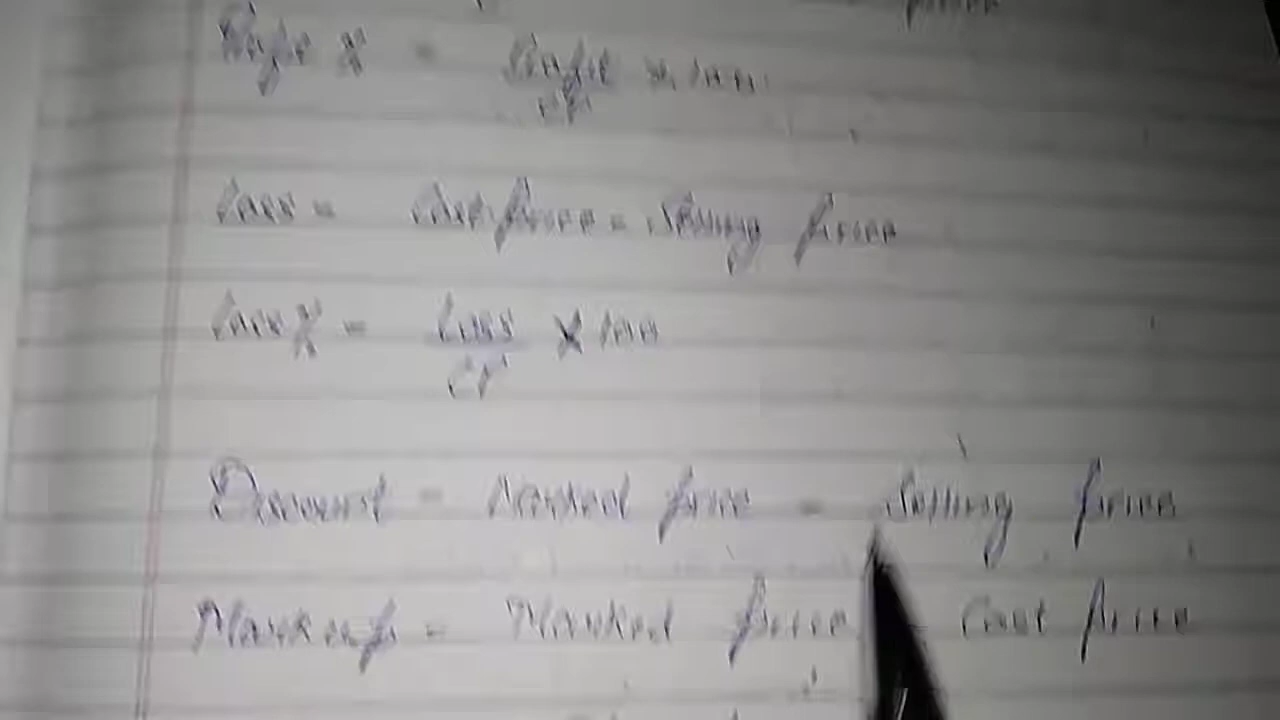 price
Profit % = Profit/CP × 100
Loss = Cost price - Selling price
Loss % = Loss/CP × 100
Discount = Marked price - Selling price
Markup = Marked price - Cost price